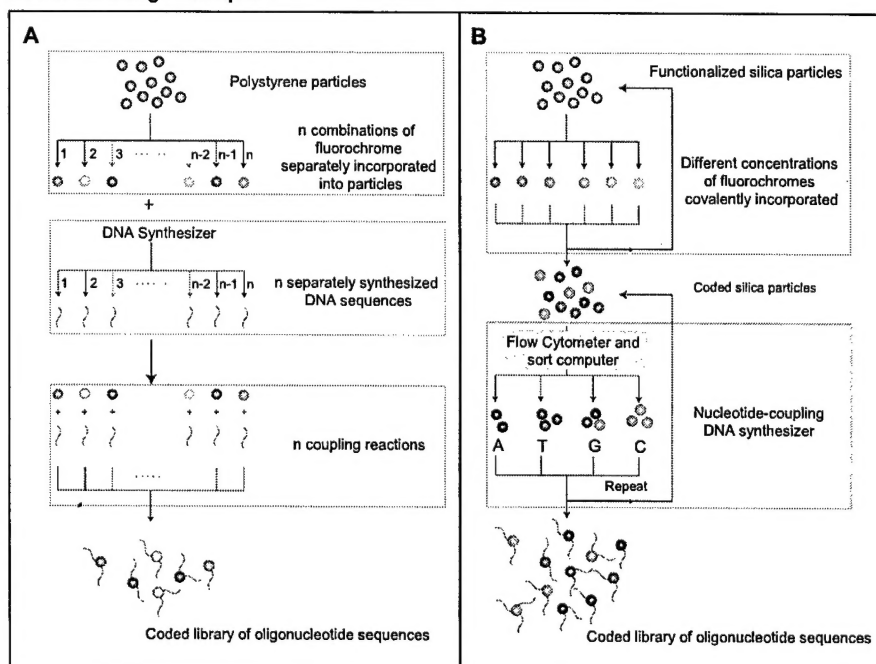 A
Polystyrene particles
n combinations of
fluorochrome
separately incorporated
into particles
1 2 3 ..... n-2 n-1 n
+
DNA Synthesizer
1 2 3 ..... n-2 n-1 n
n separately synthesized
DNA sequences
+ + + + + +
n coupling reactions
.....
Coded library of oligonucleotide sequences
B
Functionalized silica particles
Different concentrations
of fluorochromes
covalently incorporated
Coded silica particles
Flow Cytometer and
sort computer
Nucleotide-coupling
DNA synthesizer
A T G C
Repeat
Coded library of oligonucleotide sequences